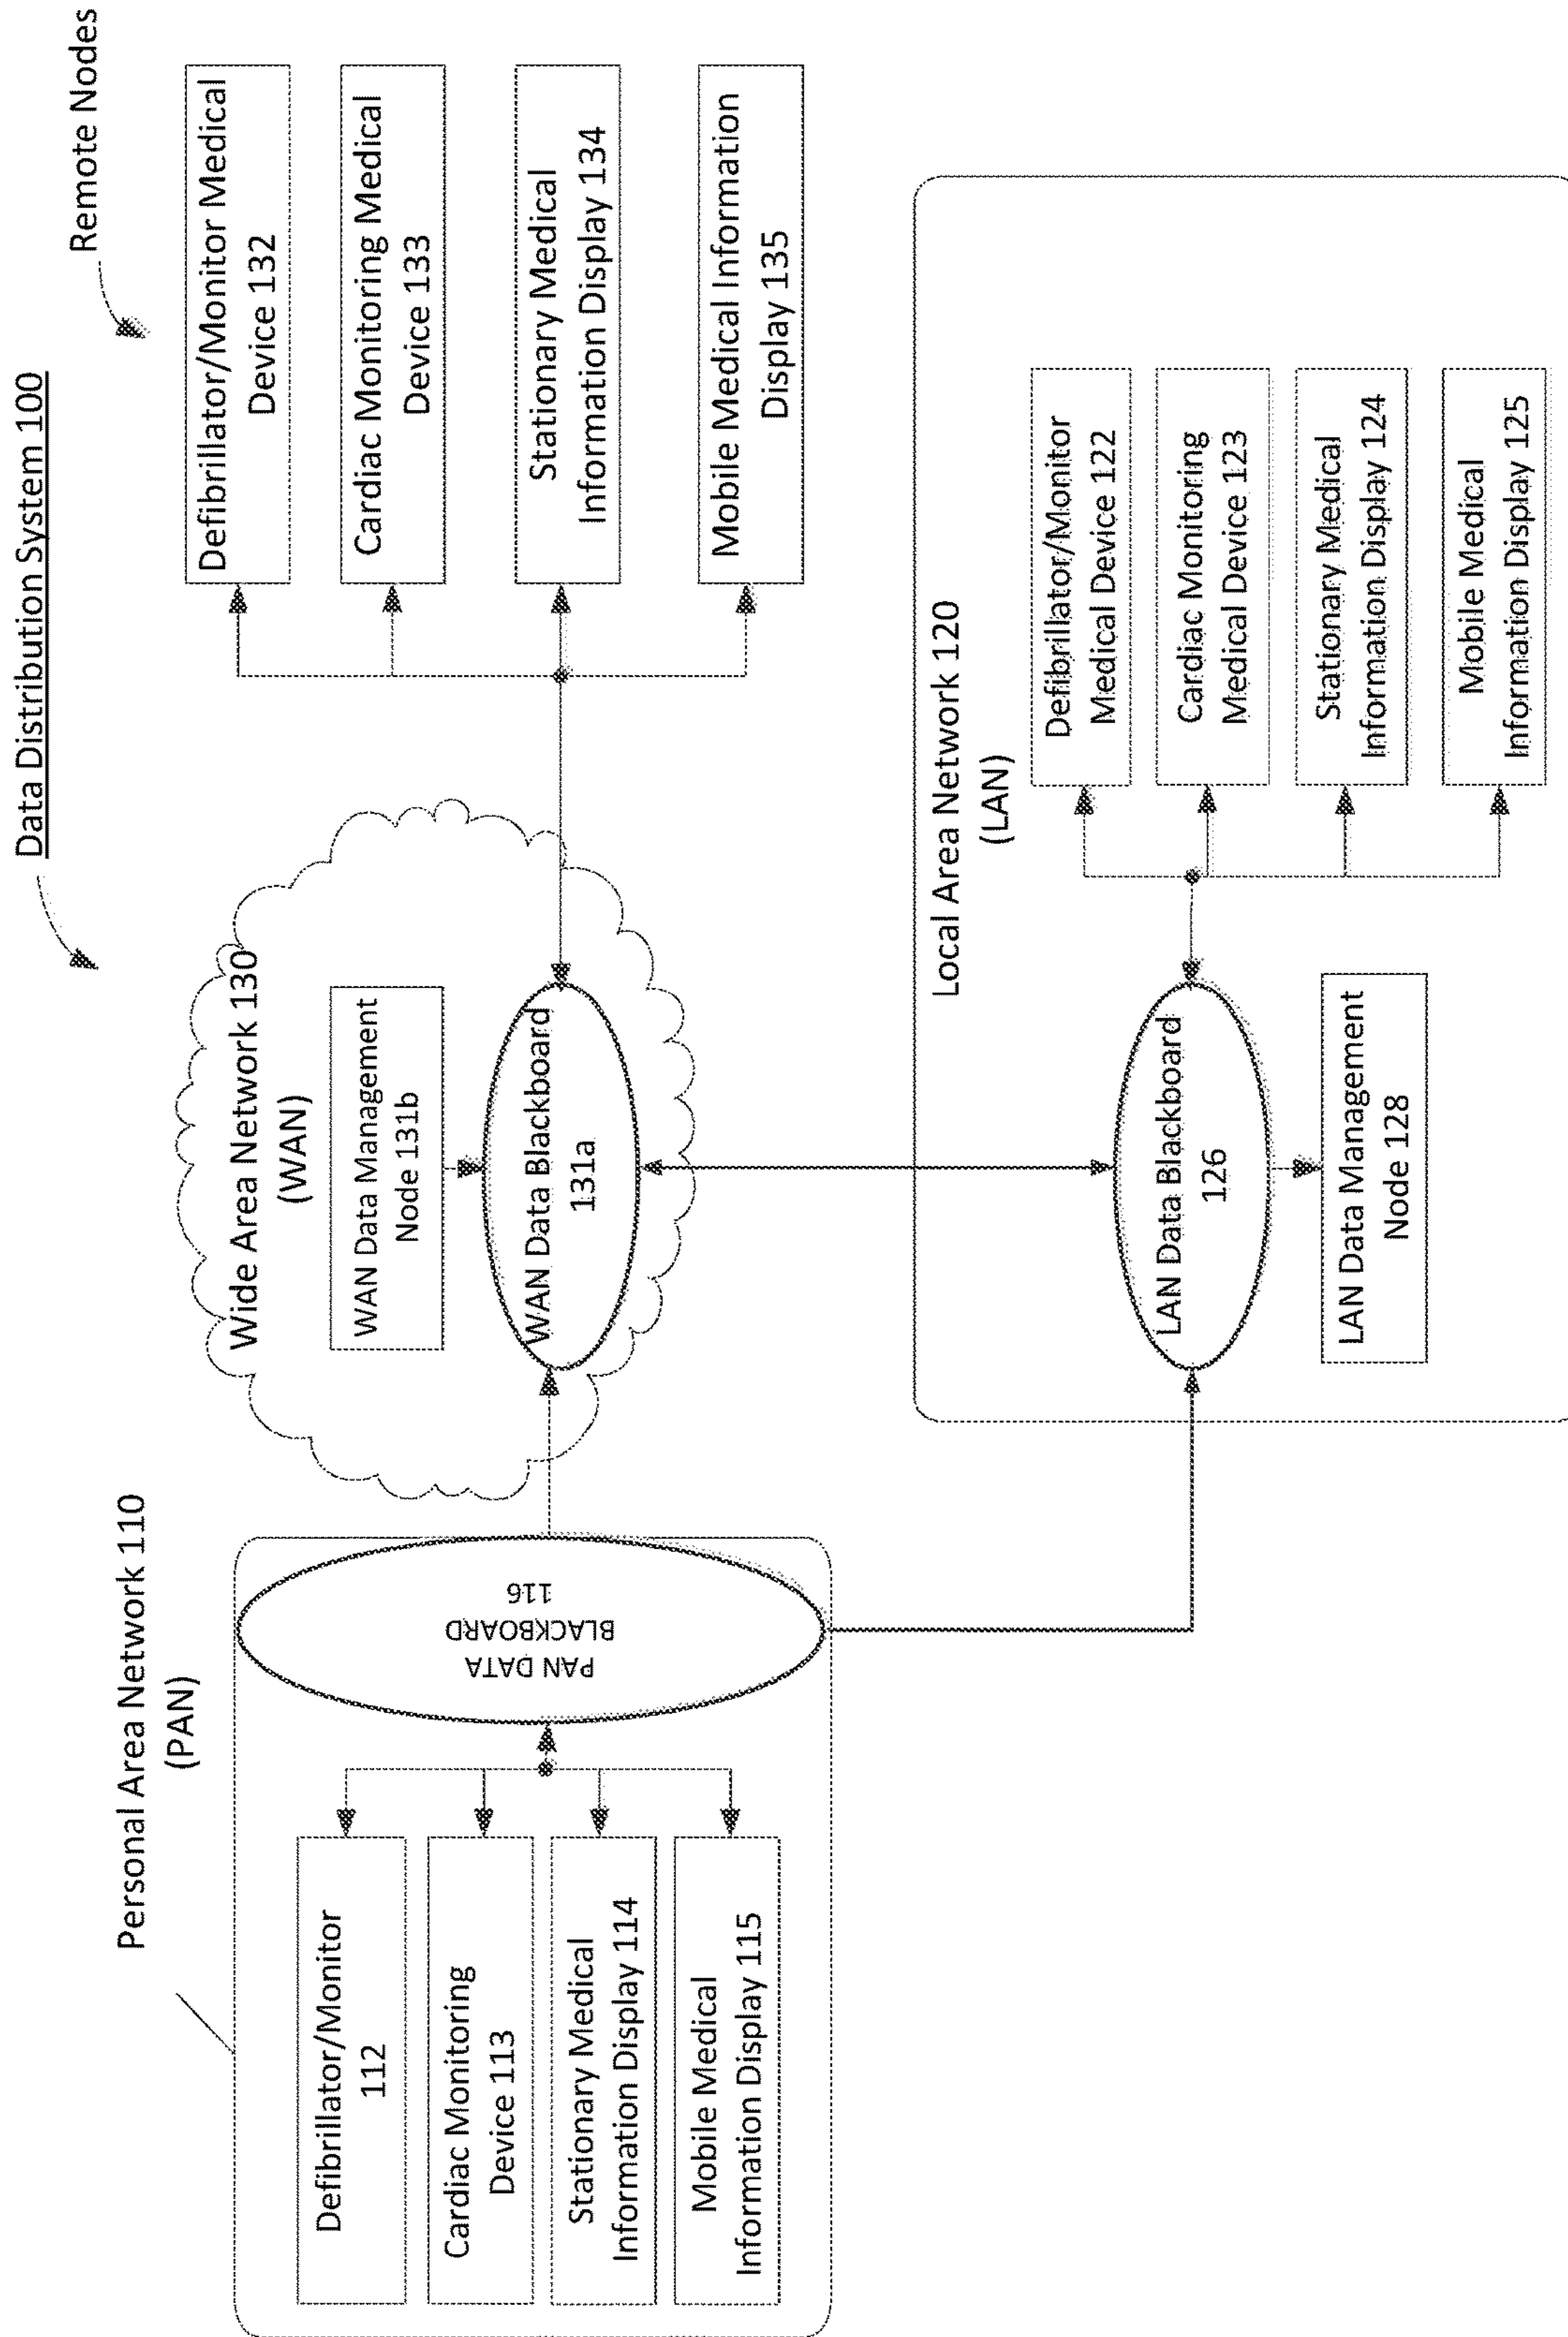 Data Distribution System 100
Remote Nodes
Personal Area Network 110
(PAN)
Defibrillator/Monitor
112
Cardiac Monitoring
Device 113
Stationary Medical
Information Display 114
Mobile Medical
Information Display 115
PAN DATA
BLACKBOARD
116
Wide Area Network 130
(WAN)
WAN Data Management
Node 131b
WAN Data Blackboard
131a
Defibrillator/Monitor Medical
Device 132
Cardiac Monitoring Medical
Device 133
Stationary Medical
Information Display 134
Mobile Medical Information
Display 135
Local Area Network 120
(LAN)
LAN Data Blackboard
126
LAN Data Management
Node 128
Defibrillator/Monitor
Medical Device 122
Cardiac Monitoring
Medical Device 123
Stationary Medical
Information Display 124
Mobile Medical
Information Display 125